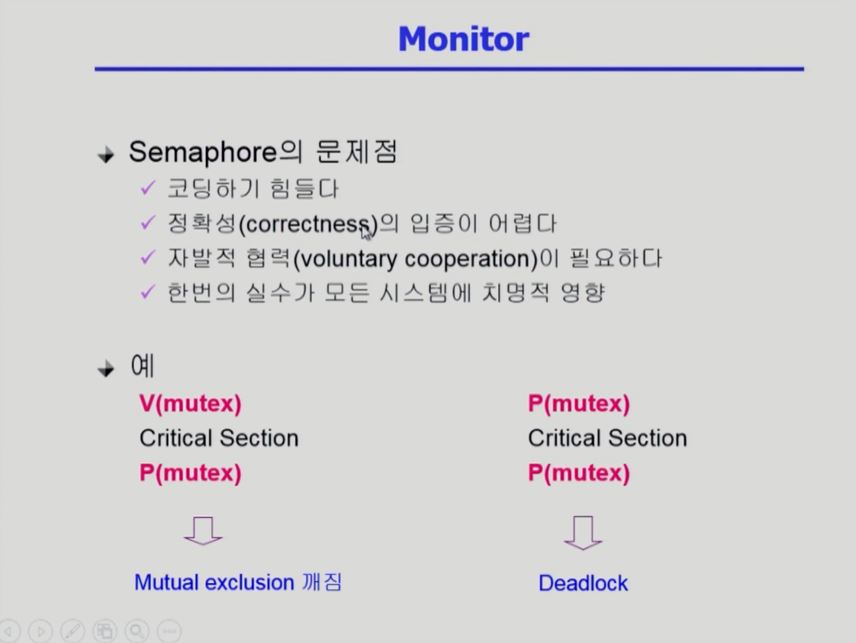 Monitor
Semaphore의 문제점
코딩하기 힘들다
정확성(correctness)의 입증이 어렵다
자발적 협력(voluntary cooperation)이 필요하다
한번의 실수가 모든 시스템에 치명적 영향
예
V(mutex)
Critical Section
P(mutex)
Mutual exclusion 깨짐
P(mutex)
Critical Section
P(mutex)
Deadlock